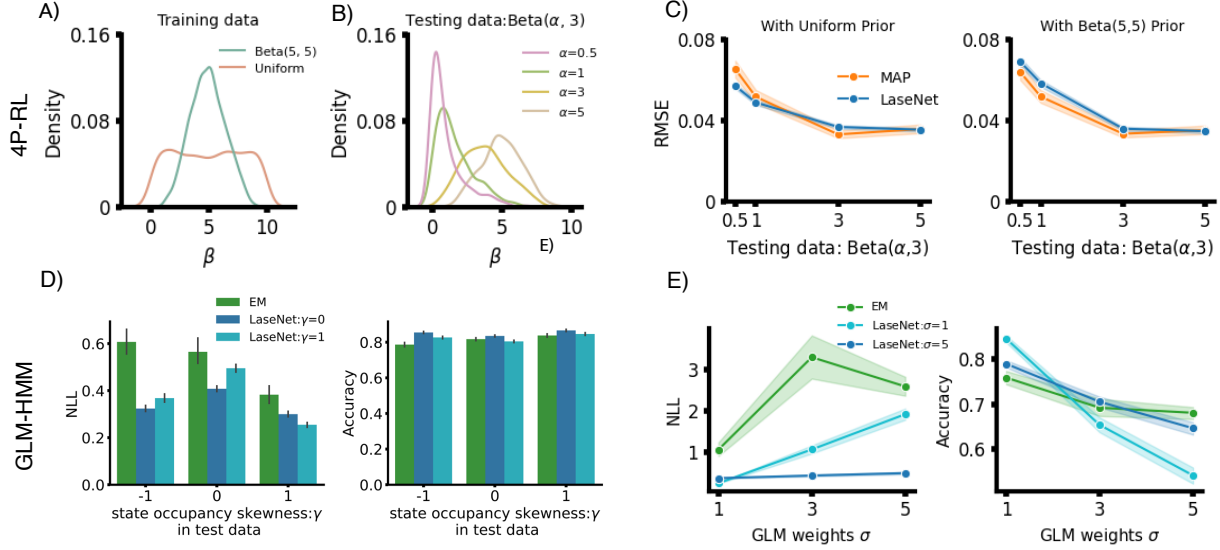 A)
Training data
0.16
0.08
0
Density
Beta(5, 5)
Uniform
0
5
10
β
4P-RL
B)
Testing data:Beta(α, 3)
0.16
0.08
0
Density
α=0.5
α=1
α=3
α=5
0
5
10
β
E)
C)
With Uniform Prior
0.08
0.04
0
RMSE
MAP
LaseNet
0.5
1
3
5
Testing data: Beta(α,3)
With Beta(5,5) Prior
0.08
0.04
0
0.5
1
3
5
Testing data: Beta(α,3)
GLM-HMM
D)
EM
LaseNet:γ=0
LaseNet:γ=1
0.6
0.4
0.2
0.0
NLL
-1
0
1
state occupancy skewness:γ
in test data
0.8
0.6
0.4
0.2
0.0
Accuracy
-1
0
1
state occupancy skewness:γ
in test data
E)
EM
LaseNet:σ=1
LaseNet:σ=5
3
2
1
NLL
1
3
5
GLM weights σ
0.8
0.7
0.6
Accuracy
1
3
5
GLM weights σ